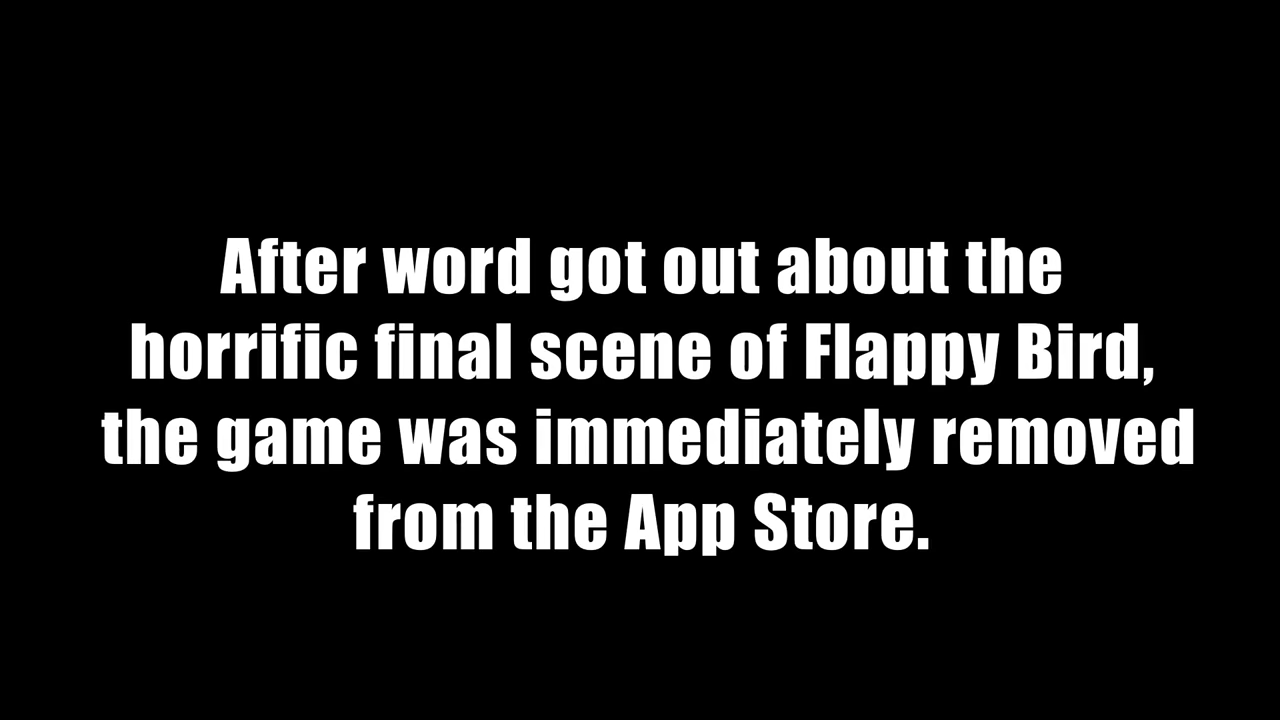 After word got out about the
horrific final scene of Flappy Bird,
the game was immediately removed
from the App Store.